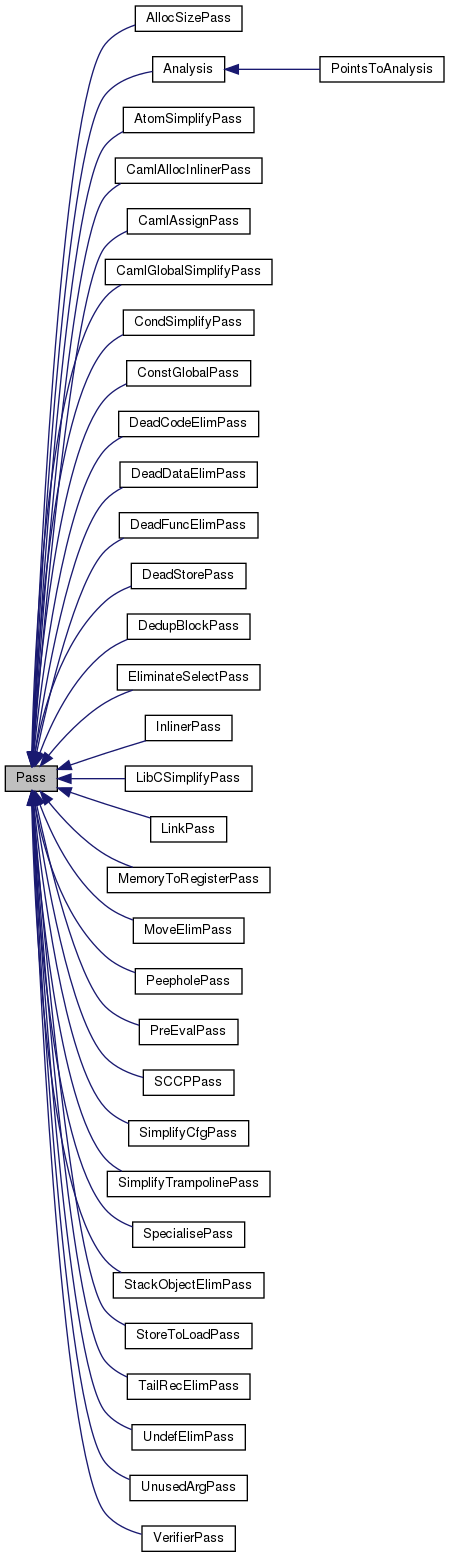 AllocSizePass
Analysis
PointsToAnalysis
AtomSimplifyPass
CamlAllocInlinerPass
CamlAssignPass
CamlGlobalSimplifyPass
CondSimplifyPass
ConstGlobalPass
DeadCodeElimPass
DeadDataElimPass
DeadFuncElimPass
DeadStorePass
DedupBlockPass
EliminateSelectPass
InlinerPass
Pass
LibCSimplifyPass
LinkPass
MemoryToRegisterPass
MoveElimPass
PeepholePass
PreEvalPass
SCCPPass
SimplifyCfgPass
SimplifyTrampolinePass
SpecialisePass
StackObjectElimPass
StoreToLoadPass
TailRecElimPass
UndefElimPass
UnusedArgPass
VerifierPass